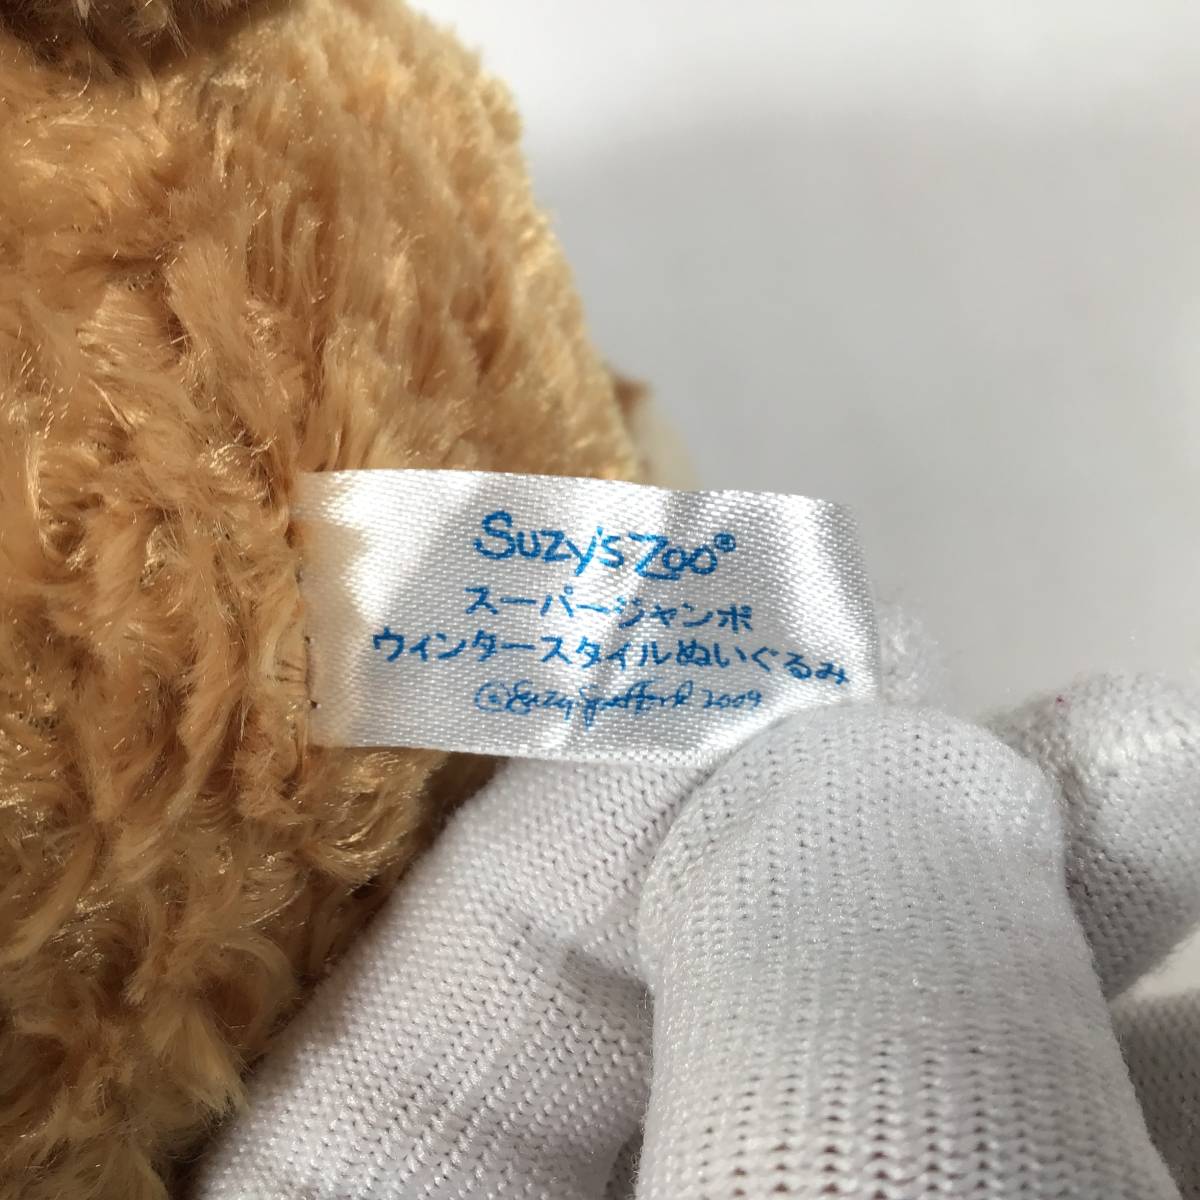 Suzy's Zoo®
スーパージャンボ
ウィンタースタイルぬいぐるみ
©Suzy Spafford 2009